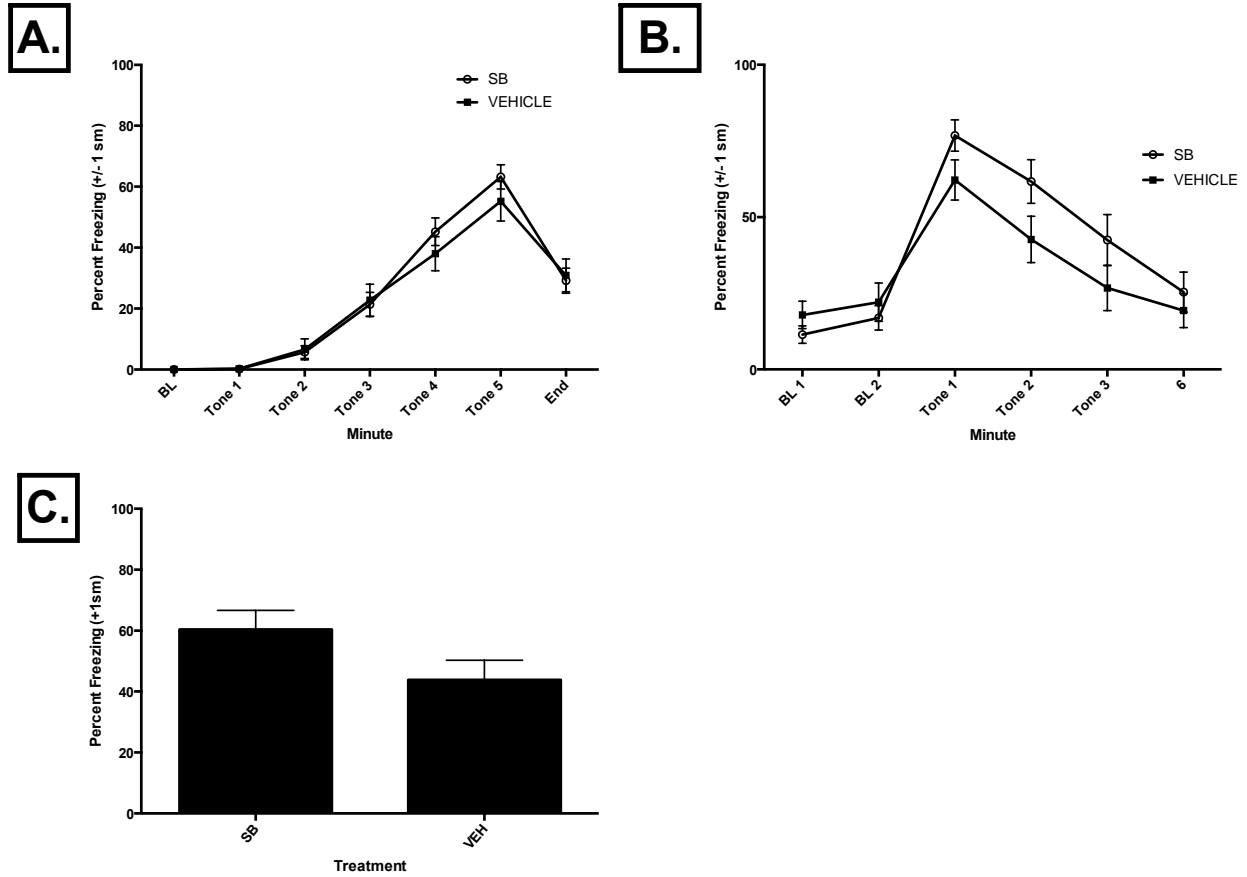 A.
100
80
60
40
20
0
Percent Freezing (+/- 1 sm)
SB
VEHICLE
BL
Tone 1
Tone 2
Tone 3
Tone 4
Tone 5
End
Minute
B.
100
50
0
Percent Freezing (+/- 1 sm)
SB
VEHICLE
BL 1
BL 2
Tone 1
Tone 2
Tone 3
6
Minute
C.
100
80
60
40
20
0
Percent Freezing (+1sm)
SB
VEH
Treatment